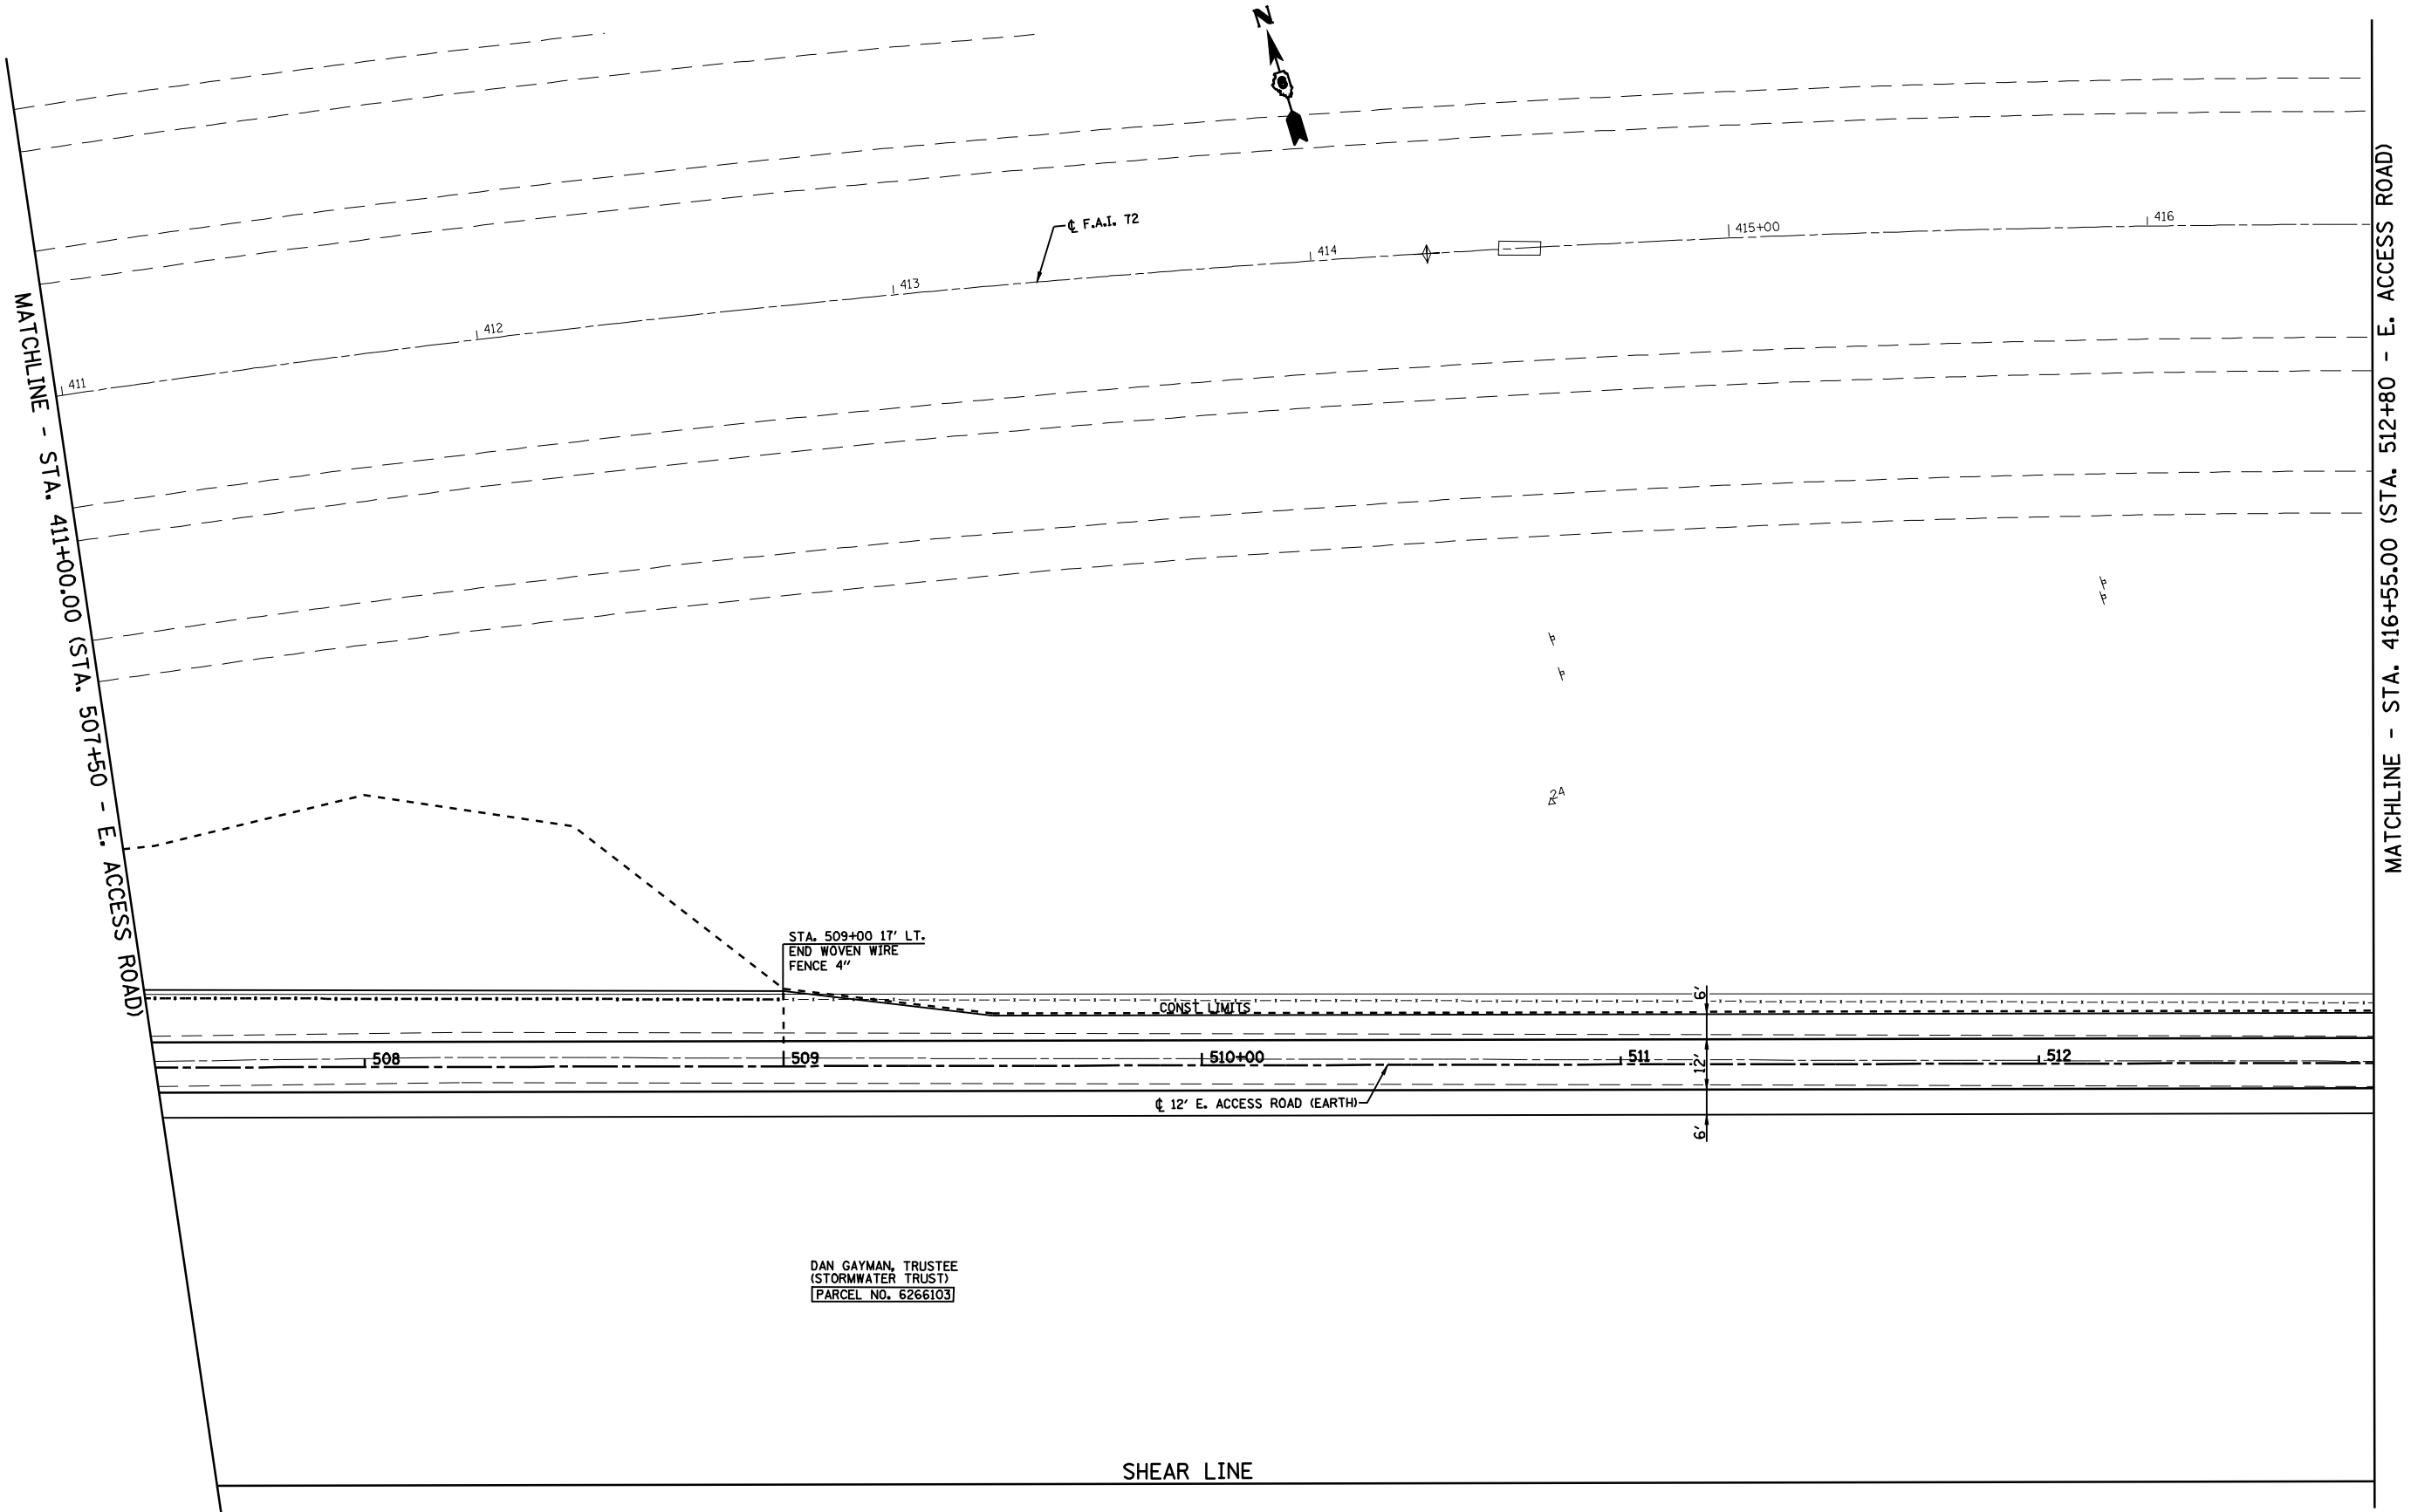 N
℄ F.A.I. 72
411
412
413
414
415+00
416
MATCHLINE - STA. 411+00.00 (STA. 507+50 - E. ACCESS ROAD)
MATCHLINE - STA. 416+55.00 (STA. 512+80 - E. ACCESS ROAD)
24
STA. 509+00 17' LT.
END WOVEN WIRE
FENCE 4"
CONST LIMITS
6'
508
509
510+00
511
512
12'
℄ 12' E. ACCESS ROAD (EARTH)
6'
DAN GAYMAN, TRUSTEE
(STORMWATER TRUST)
PARCEL NO. 6266103
SHEAR LINE